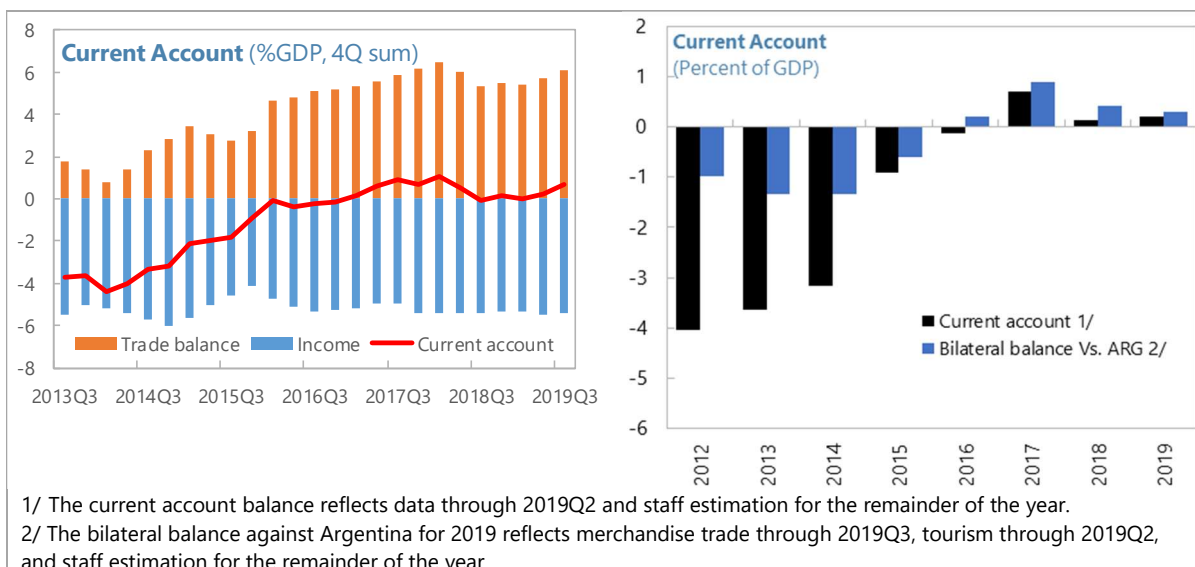 Current Account (%GDP, 4Q sum)
8
6
4
2
0
-2
-4
-6
-8
Trade balance Income Current account
2013Q3 2014Q3 2015Q3 2016Q3 2017Q3 2018Q3 2019Q3
Current Account
(Percent of GDP)
2
1
0
-1
-2
-3
-4
-5
-6
Current account 1/
Bilateral balance Vs. ARG 2/
2012 2013 2014 2015 2016 2017 2018 2019
1/ The current account balance reflects data through 2019Q2 and staff estimation for the remainder of the year.
2/ The bilateral balance against Argentina for 2019 reflects merchandise trade through 2019Q3, tourism through 2019Q2,
and staff estimation for the remainder of the year